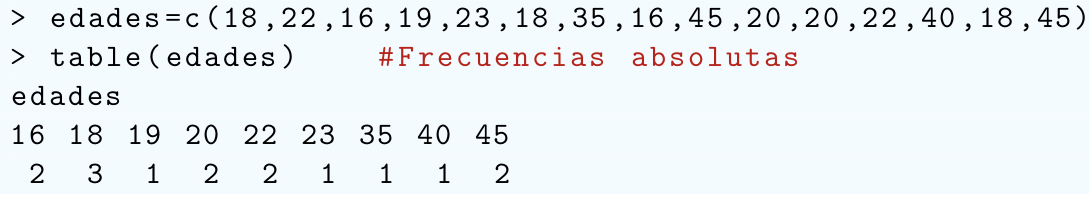 > edades=c(18,22,16,19,23,18,35,16,45,20,20,22,40,18,45)
> table(edades)    #Frecuencias absolutas
edades
16 18 19 20 22 23 35 40 45
 2  3  1  2  2  1  1  1  2